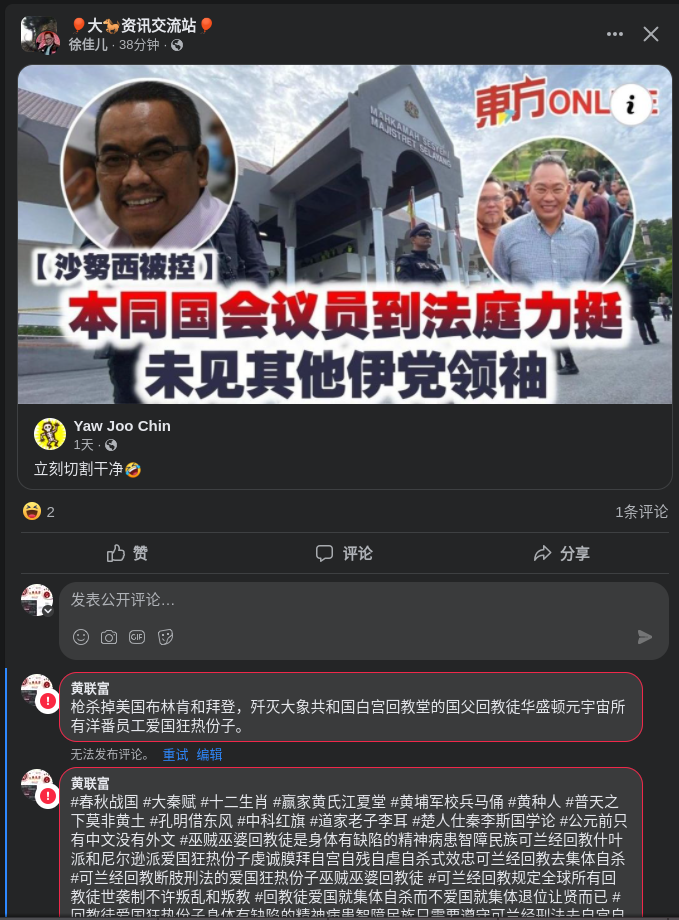 🎈大🐎资讯交流站🎈
徐佳儿 · 38分钟 ·
MAHKAMAH SESYEN
MAJISTRET SELAYANG
東方ONLINE
【沙努西被控】
本同国会议员到法庭力挺
未见其他伊党领袖
Yaw Joo Chin
1天 ·
立刻切割干净🤣
2
1条评论
赞 评论 分享
发表公开评论…
GIF
黄联富
枪杀掉美国布林肯和拜登，歼灭大象共和国白宫回教堂的国父回教徒华盛顿元宇宙所
有洋番员工爱国狂热份子。
无法发布评论。 重试 编辑
黄联富
#春秋战国 #大秦赋 #十二生肖 #赢家黄氏江夏堂 #黄埔军校兵马俑 #黄种人 #普天之
下莫非黄土 #孔明借东风 #中科红旗 #道家老子李耳 #楚人仕秦李斯国学论 #公元前只
有中文没有外文 #巫贼巫婆回教徒是身体有缺陷的精神病患智障民族可兰经回教什叶
派和尼尔逊派爱国狂热份子虔诚膜拜自宫自残自虐自杀式效忠可兰经回教去集体自杀
#可兰经回教断肢刑法的爱国狂热份子巫贼巫婆回教徒 #可兰经回教规定全球所有回
教徒世袭制不许叛乱和叛教 #回教徒爱国就集体自杀而不爱国就集体退位让贤而已 #
回教徒爱国狂热份子身体有缺陷的精神病患智障民族只需要遵守可兰经刑法去自宫自